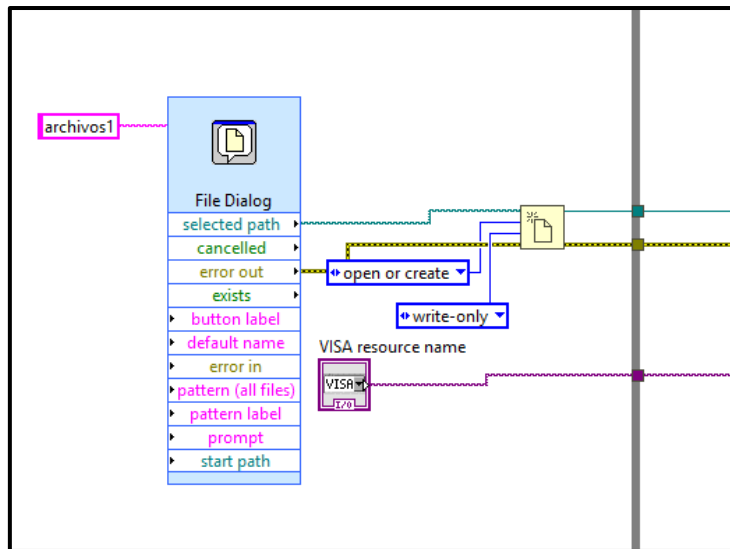 archivos1
File Dialog
selected path
cancelled
error out
exists
button label
default name
error in
pattern (all files)
pattern label
prompt
start path
open or create
write-only
VISA resource name
VISA
I/O